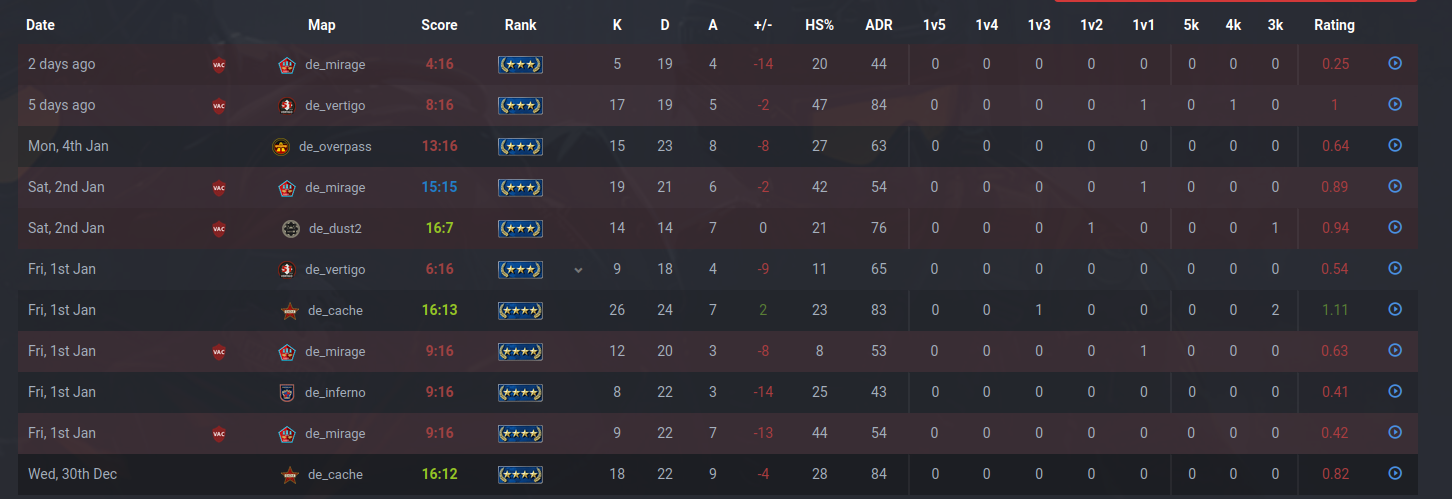 Date Map Score Rank K D A +/- HS% ADR 1v5 1v4 1v3 1v2 1v1 5k 4k 3k Rating
2 days ago VAC de_mirage 4:16 5 19 4 -14 20 44 0 0 0 0 0 0 0 0 0.25
5 days ago VAC de_vertigo 8:16 17 19 5 -2 47 84 0 0 0 0 1 0 1 0 1
Mon, 4th Jan de_overpass 13:16 15 23 8 -8 27 63 0 0 0 0 0 0 0 0 0.64
Sat, 2nd Jan VAC de_mirage 15:15 19 21 6 -2 42 54 0 0 0 0 1 0 0 0 0.89
Sat, 2nd Jan VAC de_dust2 16:7 14 14 7 0 21 76 0 0 0 1 0 0 0 1 0.94
Fri, 1st Jan de_vertigo 6:16 9 18 4 -9 11 65 0 0 0 0 0 0 0 0 0.54
Fri, 1st Jan de_cache 16:13 26 24 7 2 23 83 0 0 1 0 0 0 0 2 1.11
Fri, 1st Jan VAC de_mirage 9:16 12 20 3 -8 8 53 0 0 0 0 1 0 0 0 0.63
Fri, 1st Jan de_inferno 9:16 8 22 3 -14 25 43 0 0 0 0 0 0 0 0 0.41
Fri, 1st Jan VAC de_mirage 9:16 9 22 7 -13 44 54 0 0 0 0 0 0 0 0 0.42
Wed, 30th Dec de_cache 16:12 18 22 9 -4 28 84 0 0 0 0 0 0 0 0 0.82